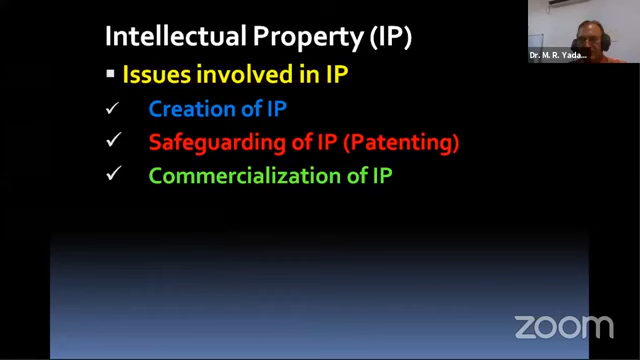 Intellectual Property (IP)
Issues involved in IP
Creation of IP
Safeguarding of IP (Patenting)
Commercialization of IP
Dr. M. R. Yada...
zoom